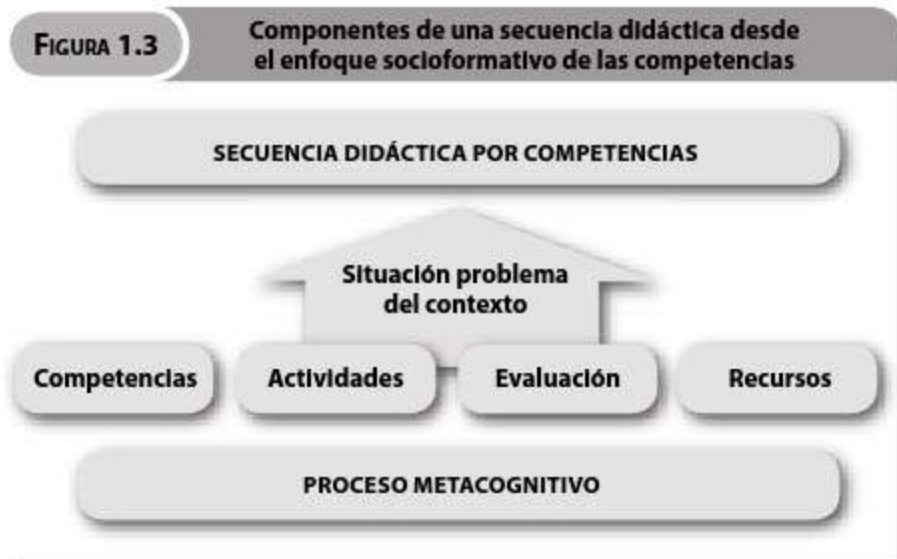 FIGURA 1.3
Componentes de una secuencia didáctica desde
el enfoque socioformativo de las competencias
SECUENCIA DIDÁCTICA POR COMPETENCIAS
Situación problema
del contexto
Competencias
Actividades
Evaluación
Recursos
PROCESO METACOGNITIVO